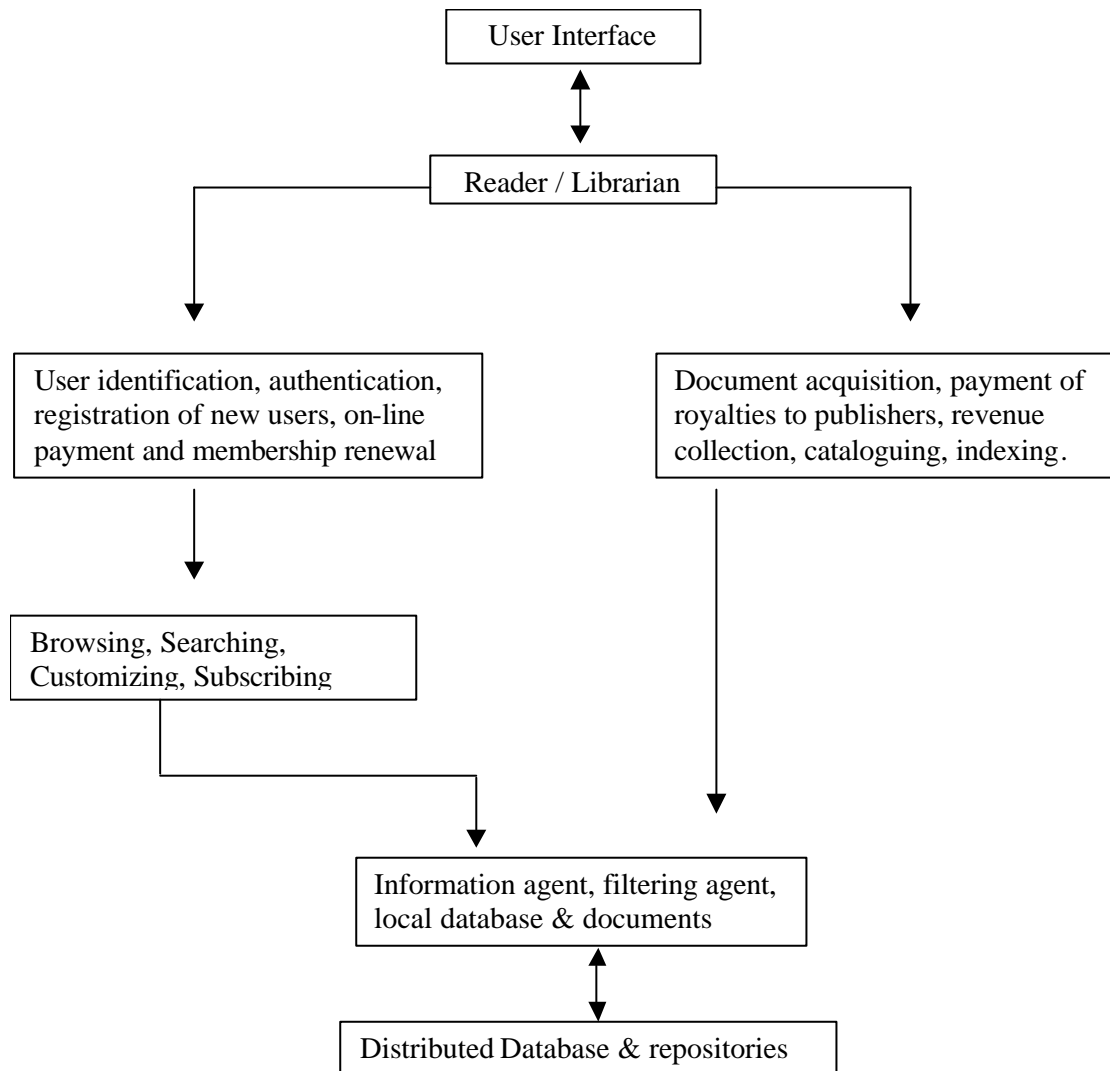 User Interface
Reader / Librarian
User identification, authentication,
registration of new users, on-line
payment and membership renewal
Document acquisition, payment of
royalties to publishers, revenue
collection, cataloguing, indexing.
Browsing, Searching,
Customizing, Subscribing
Information agent, filtering agent,
local database & documents
Distributed Database & repositories